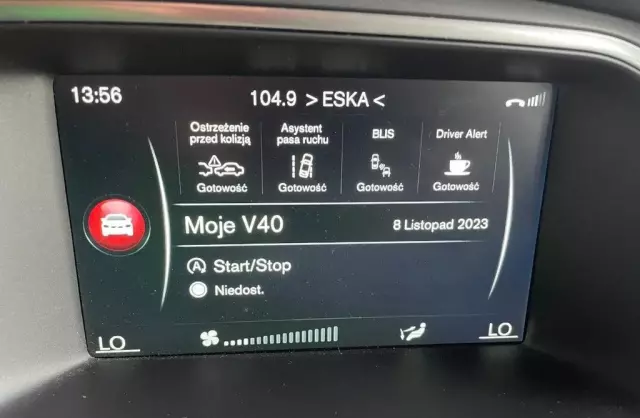 13:56
104.9 >ESKA<
Ostrzeżenie
przed kolizją
Gotowość
Asystent
pasa ruchu
Gotowość
BLIS
Gotowość
Driver Alert
Gotowość
Moje V40
8 Listopad 2023
A Start/Stop
Niedost.
LO
LO